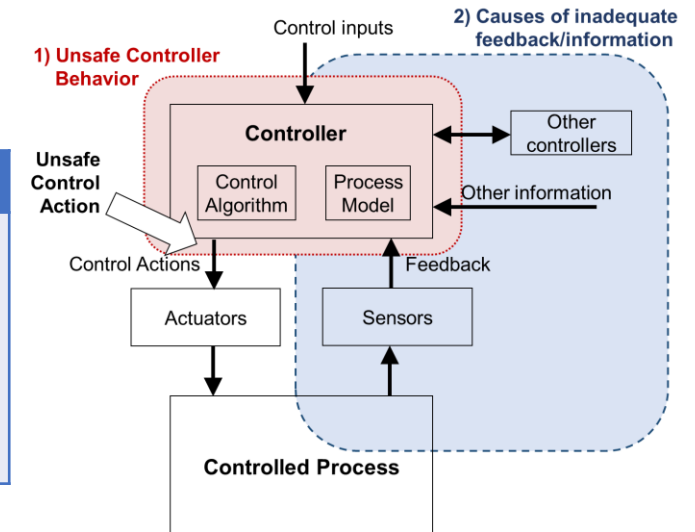 Control inputs
2) Causes of inadequate
feedback/information
1) Unsafe Controller
Behavior
Controller
Other
controllers
Unsafe
Control
Action
Control
Algorithm
Process
Model
Other information
Control Actions
Feedback
Actuators
Sensors
Controlled Process